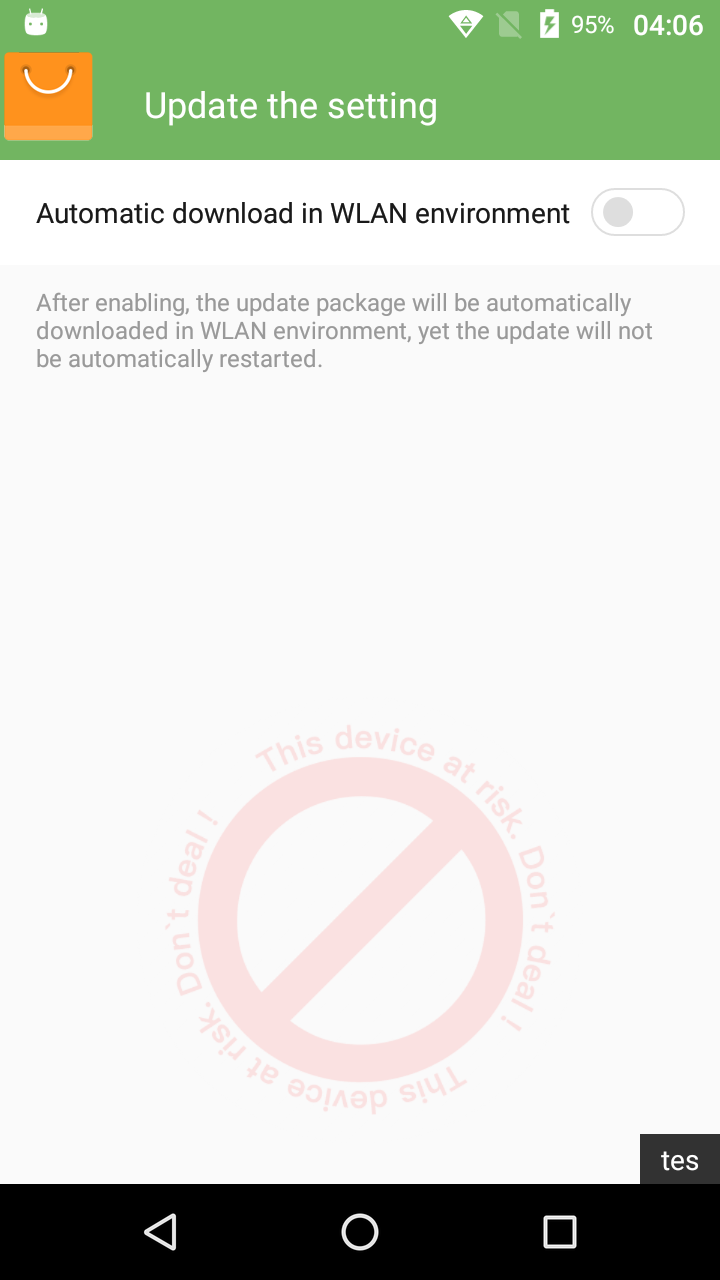 95% 04:06
Update the setting
Automatic download in WLAN environment
After enabling, the update package will be automatically
downloaded in WLAN environment, yet the update will not
be automatically restarted.
This device at risk. Don`t deal !
This device at risk. Don`t deal !
tes